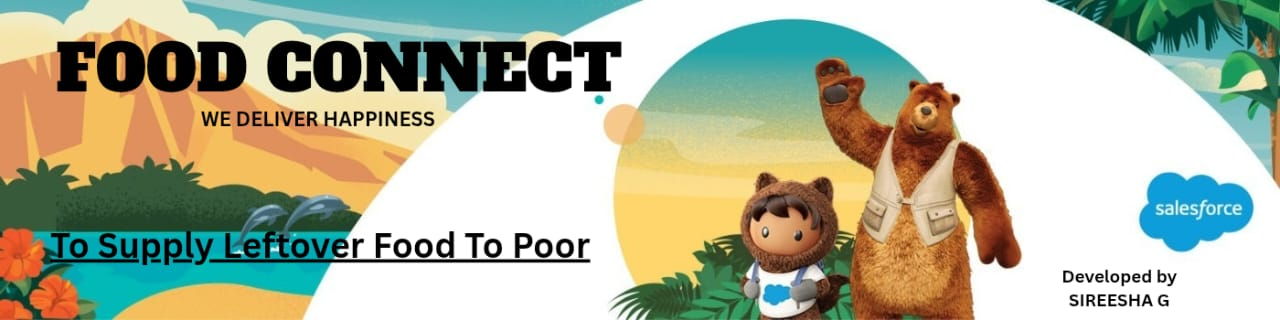 FOOD CONNECT
WE DELIVER HAPPINESS
To Supply Leftover Food To Poor
salesforce
Developed by
SIREESHA G